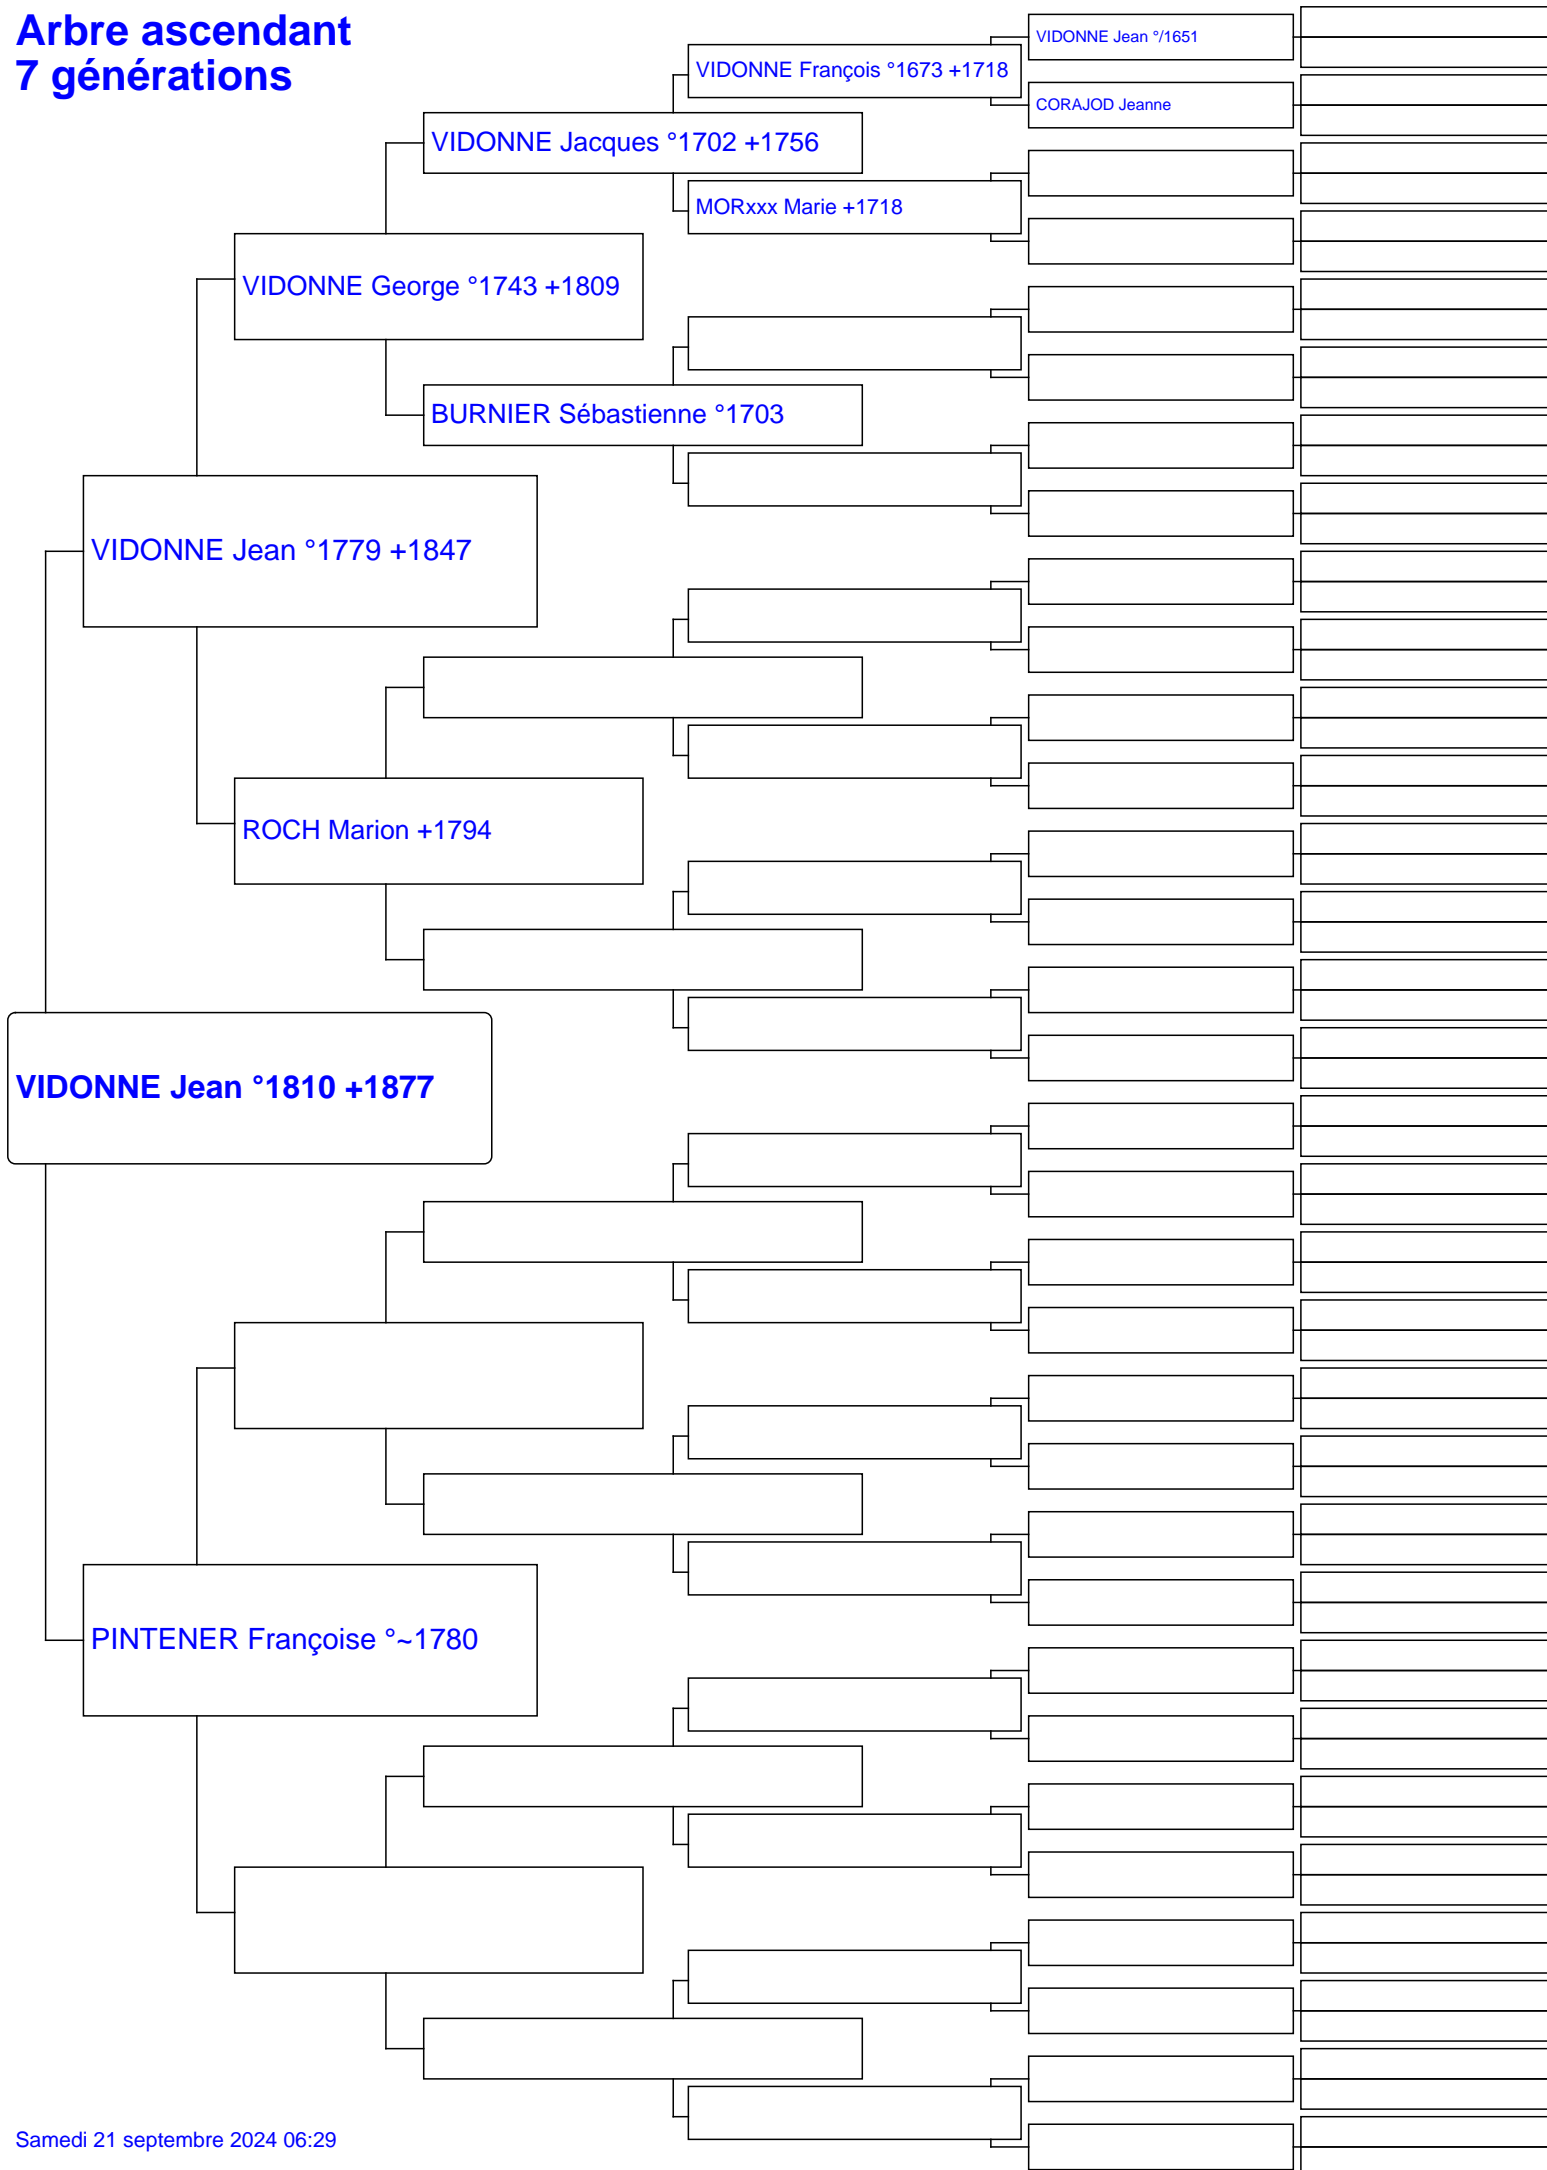 Arbre ascendant
7 générations
VIDONNE Jean °/1651
VIDONNE François °1673 +1718
CORAJOD Jeanne
VIDONNE Jacques °1702 +1756
MORxxx Marie +1718
VIDONNE George °1743 +1809
BURNIER Sébastienne °1703
VIDONNE Jean °1779 +1847
ROCH Marion +1794
VIDONNE Jean °1810 +1877
PINTENER Françoise °~1780
Samedi 21 septembre 2024 06:29